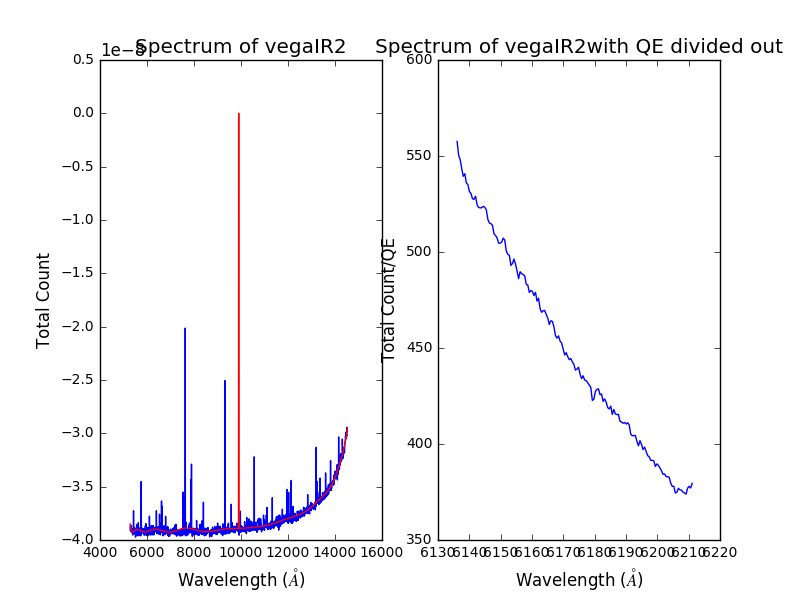 Spectrum of vegaIR2
1e−8
0.5
0.0
−0.5
−1.0
−1.5
−2.0
−2.5
−3.0
−3.5
−4.0
4000 6000 8000 10000 12000 14000 16000
Total Count
Wavelength (Å)
Spectrum of vegaIR2with QE divided out
600
550
500
450
400
350
6130 6140 6150 6160 6170 6180 6190 6200 6210 6220
Total Count/QE
Wavelength (Å)